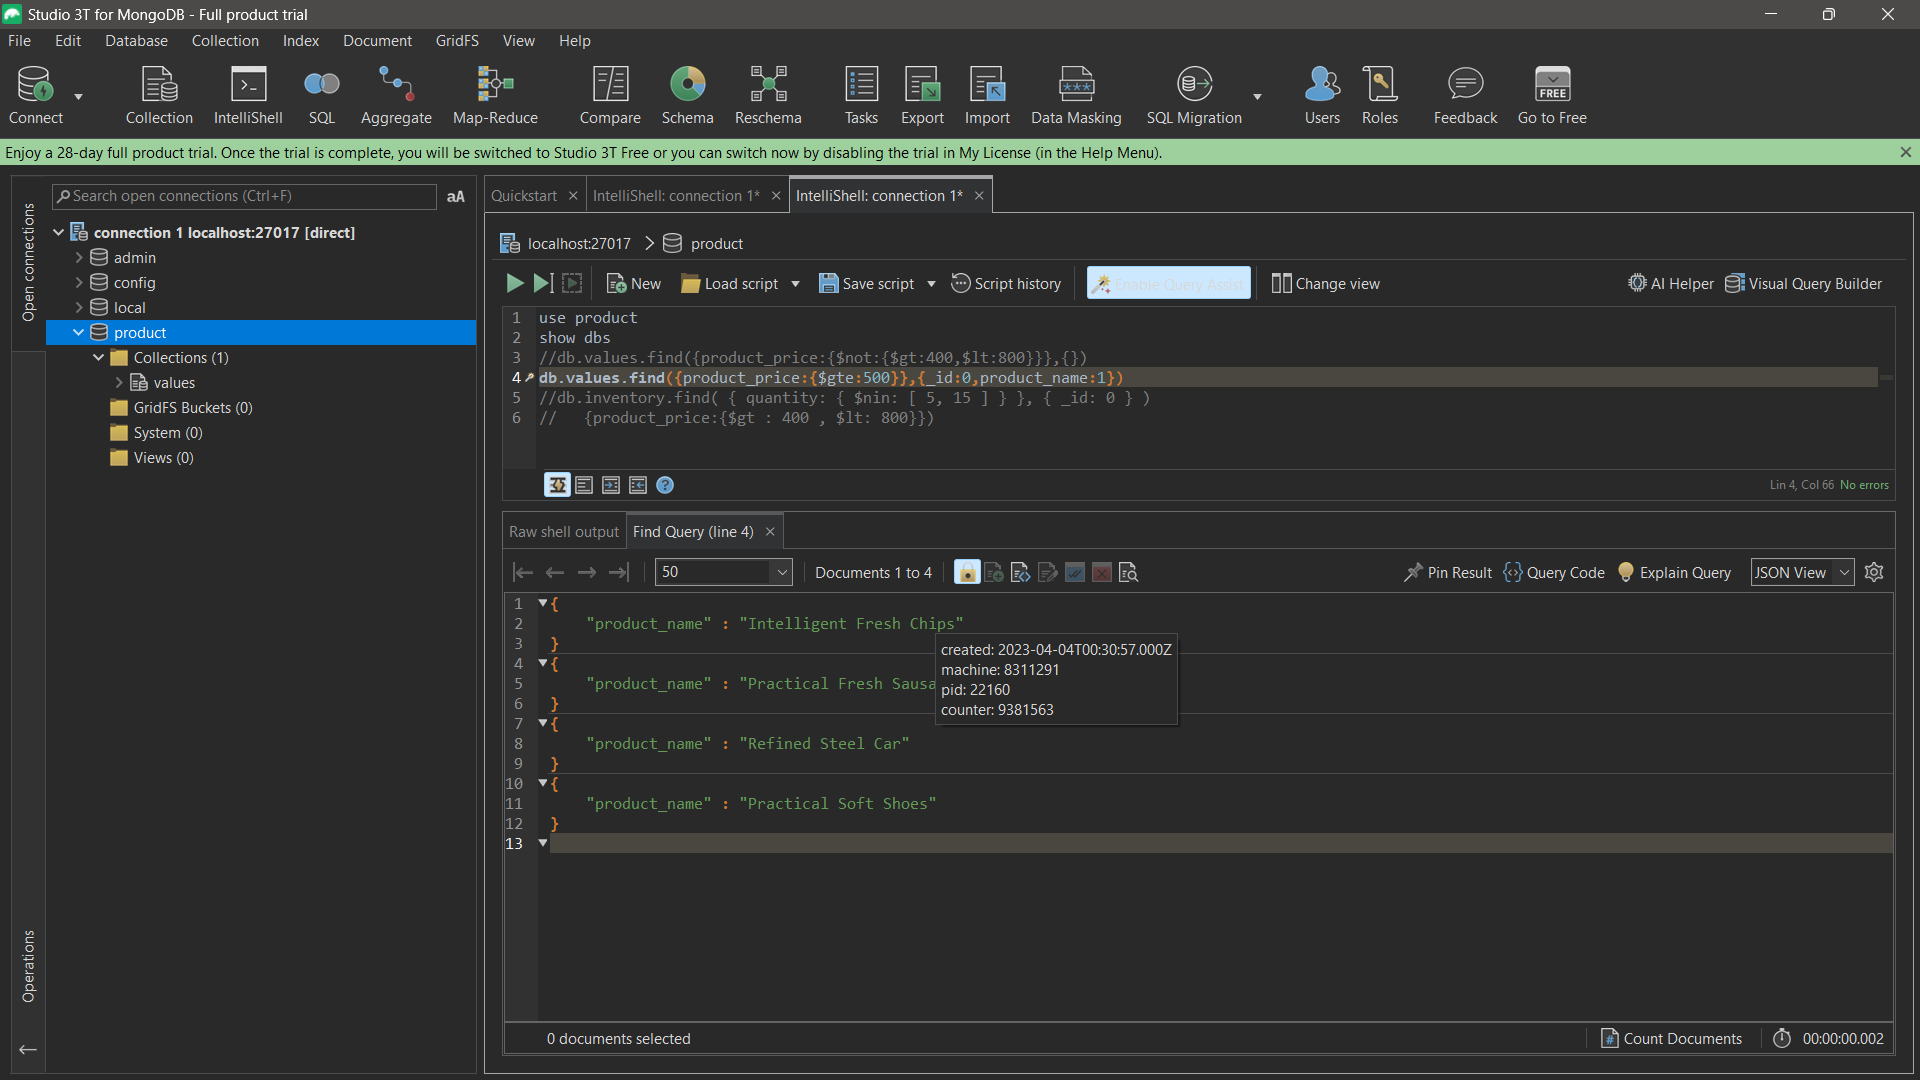 Studio 3T for MongoDB - Full product trial
File Edit Database Collection Index Document GridFS View Help
Connect Collection IntelliShell SQL Aggregate Map-Reduce Compare Schema Reschema Tasks Export Import Data Masking SQL Migration Users Roles Feedback FREE Go to Free
Enjoy a 28-day full product trial. Once the trial is complete, you will be switched to Studio 3T Free or you can switch now by disabling the trial in My License (in the Help Menu).
Open connections
Search open connections (Ctrl+F) aA
connection 1 localhost:27017 [direct]
admin
config
local
product
Collections (1)
values
GridFS Buckets (0)
System (0)
Views (0)
Operations
Quickstart IntelliShell: connection 1* IntelliShell: connection 1*
localhost:27017 product
New Load script Save script Script history Enable Query Assist Change view AI Helper Visual Query Builder
1 use product
2 show dbs
3 //db.values.find({product_price:{$not:{$gt:400,$lt:800}}},{})
4 db.values.find({product_price:{$gte:500}},{_id:0,product_name:1})
5 //db.inventory.find( { quantity: { $nin: [ 5, 15 ] } }, { _id: 0 } )
6 // {product_price:{$gt : 400 , $lt: 800}})
Lin 4, Col 66 No errors
Raw shell output Find Query (line 4)
50 Documents 1 to 4 Pin Result Query Code Explain Query JSON View
1 {
2 "product_name" : "Intelligent Fresh Chips"
3 }
4 {
5 "product_name" : "Practical Fresh Sausa
6 }
7 {
8 "product_name" : "Refined Steel Car"
9 }
10 {
11 "product_name" : "Practical Soft Shoes"
12 }
13
created: 2023-04-04T00:30:57.000Z
machine: 8311291
pid: 22160
counter: 9381563
0 documents selected Count Documents 00:00:00.002